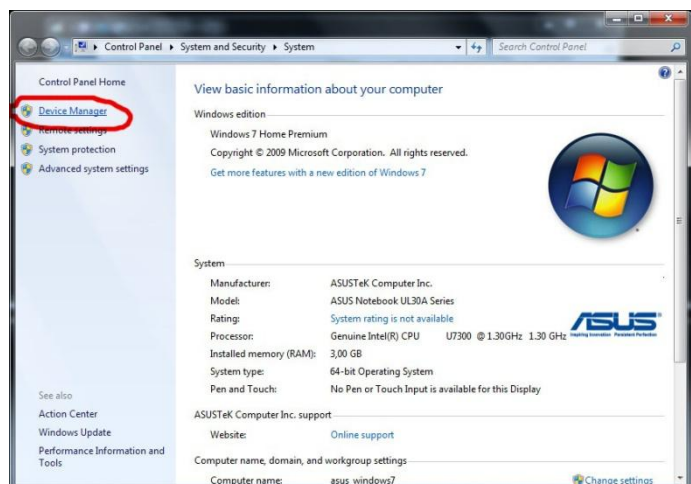 Control Panel ▸ System and Security ▸ System
Search Control Panel
Control Panel Home
Device Manager
Remote settings
System protection
Advanced system settings
See also
Action Center
Windows Update
Performance Information and
Tools
View basic information about your computer
Windows edition
Windows 7 Home Premium
Copyright © 2009 Microsoft Corporation. All rights reserved.
Get more features with a new edition of Windows 7
System
Manufacturer: ASUSTeK Computer Inc.
Model: ASUS Notebook UL30A Series
Rating: System rating is not available
Processor: Genuine Intel(R) CPU U7300 @ 1.30GHz 1.30 GHz
Installed memory (RAM): 3,00 GB
System type: 64-bit Operating System
Pen and Touch: No Pen or Touch Input is available for this Display
ASUS
Inspiring Innovation Persistent Perfection
ASUSTeK Computer Inc. support
Website: Online support
Computer name, domain, and workgroup settings
Computer name: asus_windows7
Change settings